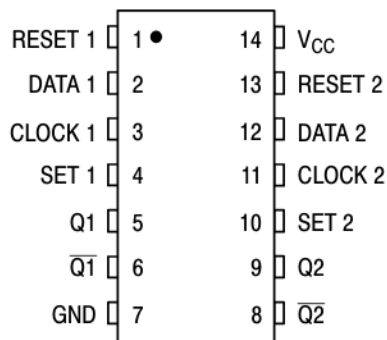 RESET 1 1 14 VCC
DATA 1 2 13 RESET 2
CLOCK 1 3 12 DATA 2
SET 1 4 11 CLOCK 2
Q1 5 10 SET 2
Q1 6 9 Q2
GND 7 8 Q2